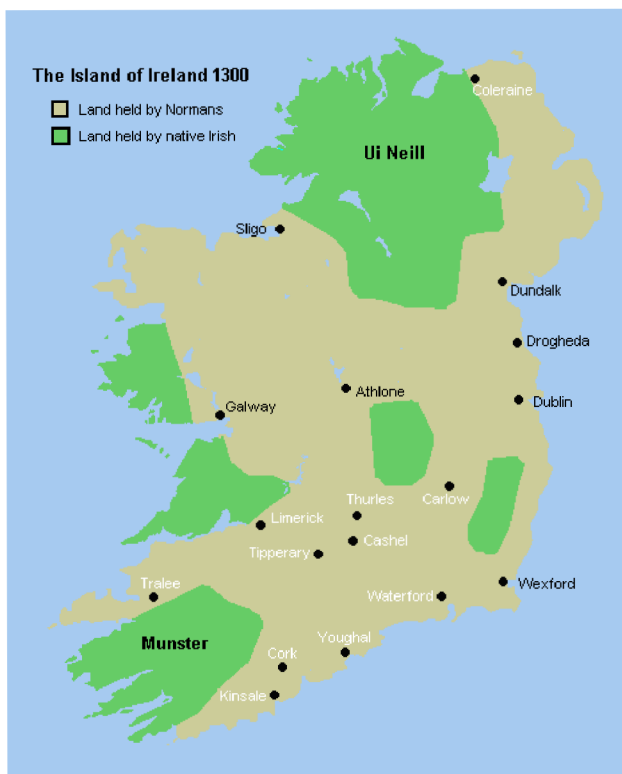 The Island of Ireland 1300
Land held by Normans
Land held by native Irish
Coleraine
Ui Neill
Sligo
Dundalk
Drogheda
Athlone
Dublin
Galway
Carlow
Thurles
Limerick
Cashel
Tipperary
Tralee
Wexford
Waterford
Munster
Youghal
Cork
Kinsale